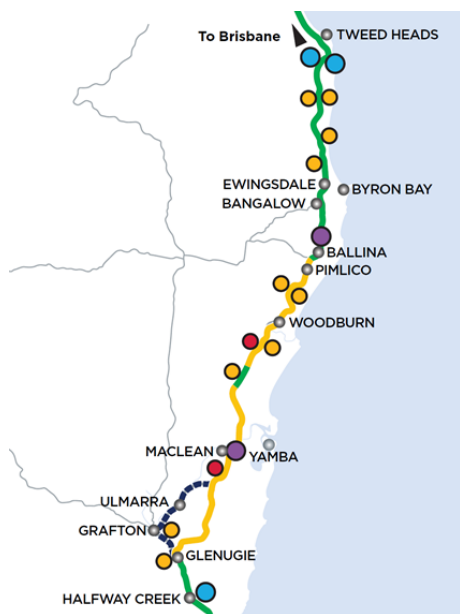 To Brisbane
TWEED HEADS
EWINGSDALE
BYRON BAY
BANGALOW
BALLINA
PIMLICO
WOODBURN
MACLEAN
YAMBA
ULMARRA
GRAFTON
GLENUGIE
HALFWAY CREEK